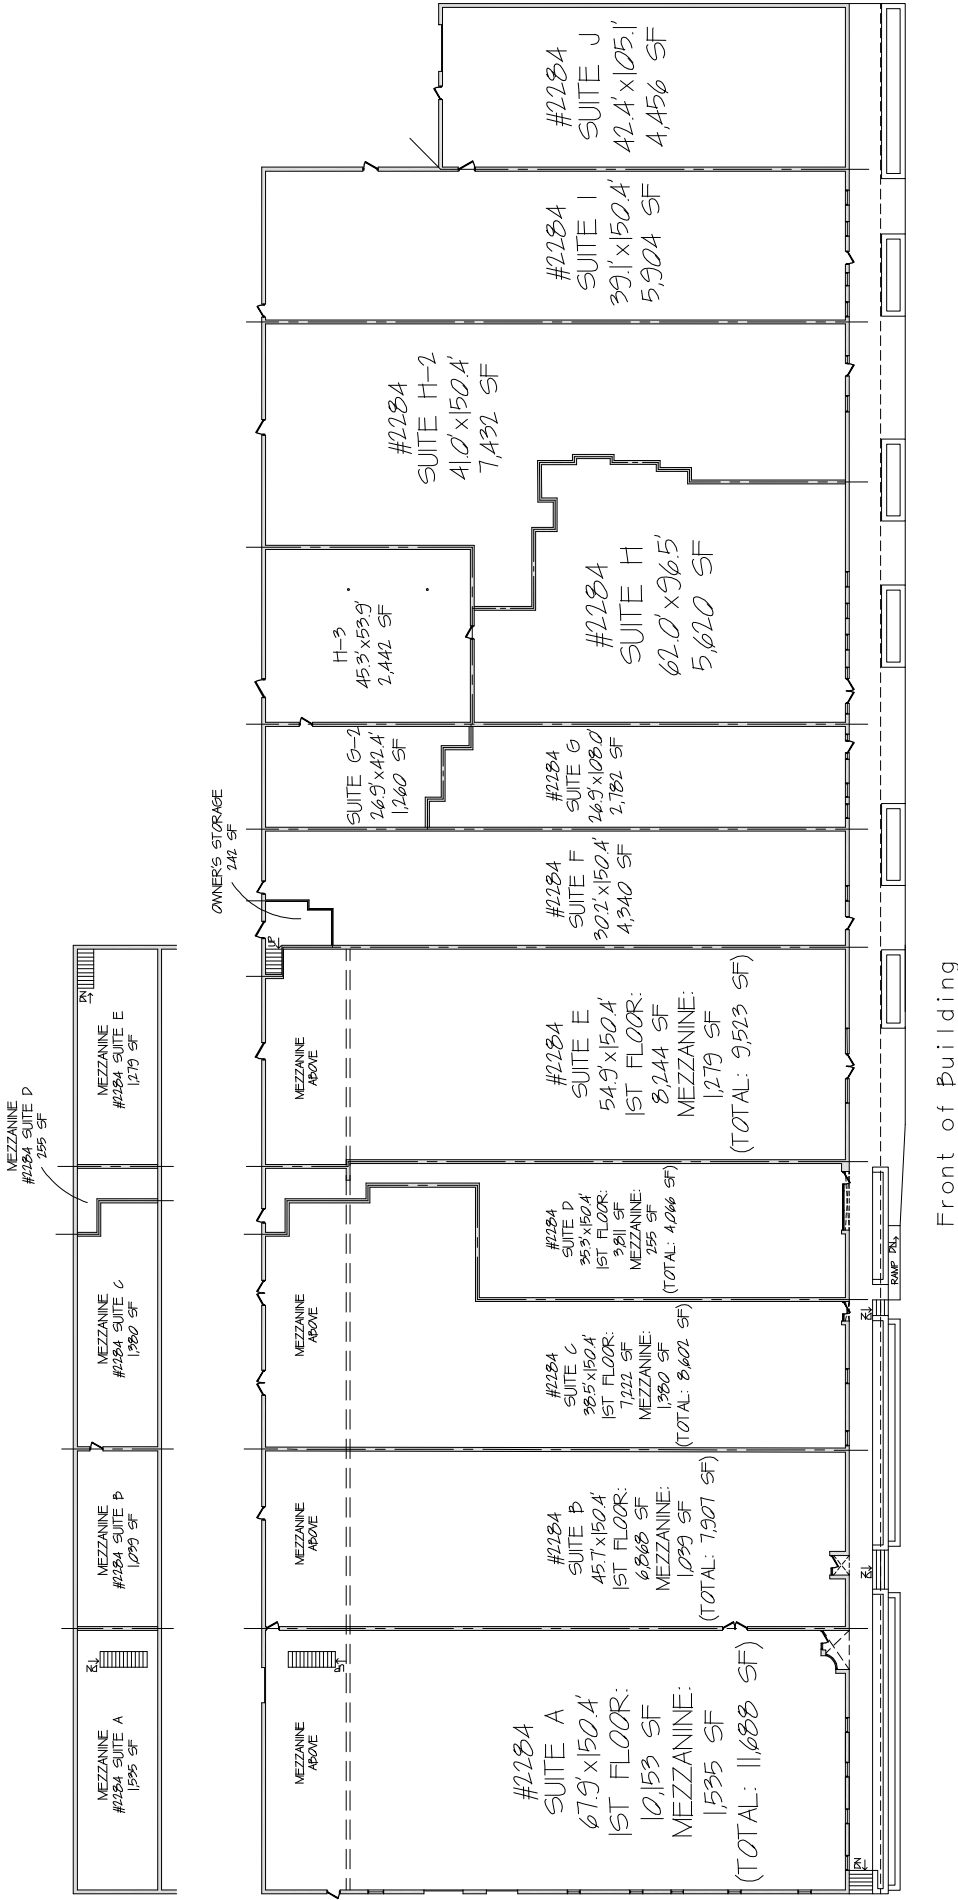 #2284
SUITE J
42.4'x105.1'
4,456 SF
#2284
SUITE I
39.1'x150.4'
5,904 SF
#2284
SUITE H-2
41.0'x150.4'
7,432 SF
H-3
45.3'x53.9'
2,442 SF
#2284
SUITE H
62.0'x96.5'
5,620 SF
SUITE G-2
26.9'x42.4'
1,260 SF
#2284
SUITE G
26.9'x108.0'
2,782 SF
OWNER'S STORAGE
242 SF
#2284
SUITE F
30.2'x150.4'
4,340 SF
UP
DN
MEZZANINE
#2284 SUITE E
1,279 SF
MEZZANINE
ABOVE
#2284
SUITE E
54.9'x150.4'
1ST FLOOR:
8,244 SF
MEZZANINE:
1,279 SF
(TOTAL: 9,523 SF)
MEZZANINE
#2284 SUITE D
255 SF
#2284
SUITE D
35.3'x150.4'
1ST FLOOR:
3,811 SF
MEZZANINE:
255 SF
(TOTAL: 4,066 SF)
RAMP DN
MEZZANINE
#2284 SUITE C
1,380 SF
MEZZANINE
ABOVE
#2284
SUITE C
38.5'x150.4'
1ST FLOOR:
7,222 SF
MEZZANINE:
1,380 SF
(TOTAL: 8,602 SF)
DN
MEZZANINE
#2284 SUITE B
1,039 SF
MEZZANINE
ABOVE
#2284
SUITE B
45.7'x150.4'
1ST FLOOR:
6,868 SF
MEZZANINE:
1,039 SF
(TOTAL: 7,907 SF)
DN
DN
MEZZANINE
#2284 SUITE A
1,535 SF
MEZZANINE
ABOVE
#2284
SUITE A
67.9'x150.4'
1ST FLOOR:
10,153 SF
MEZZANINE:
1,535 SF
(TOTAL: 11,688 SF)
DN
Front of Building